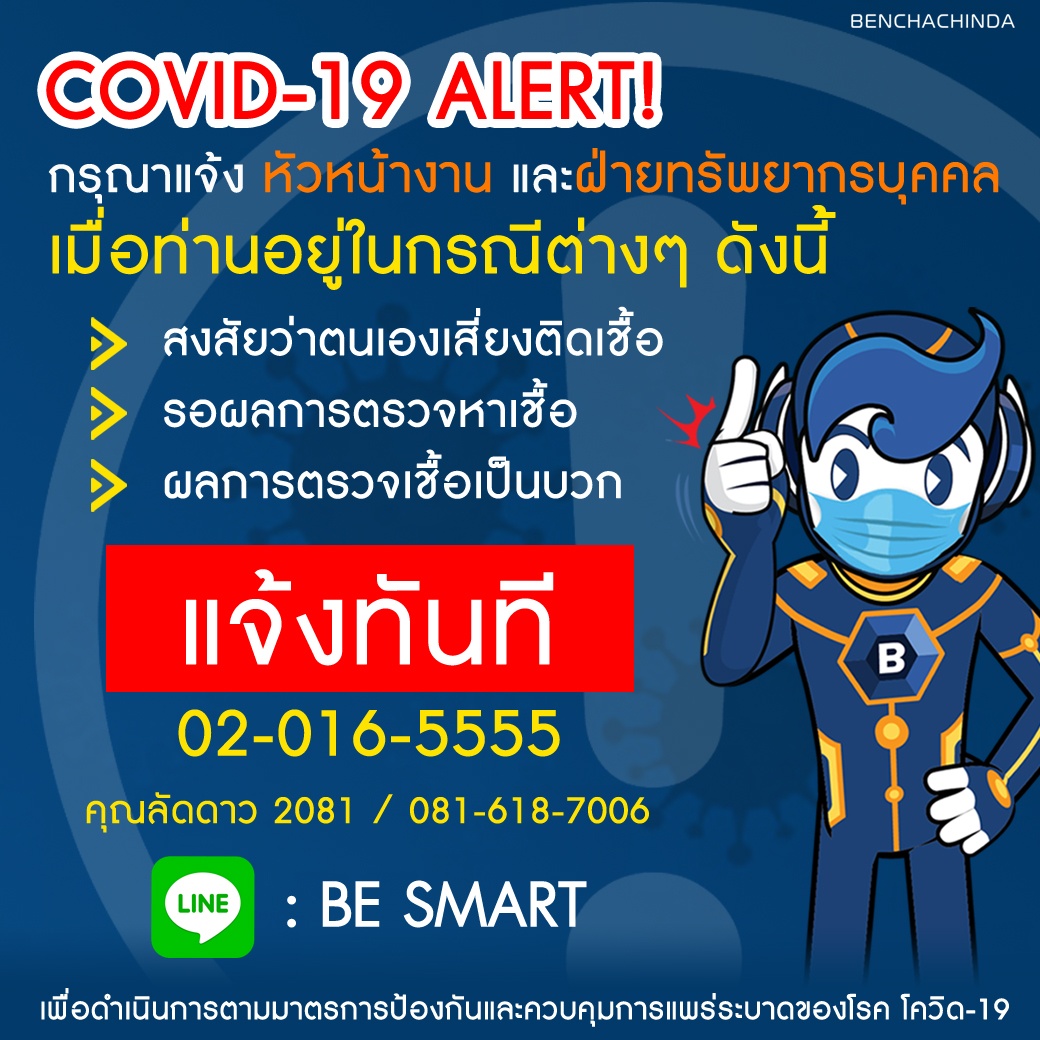 BENCHACHINDA
COVID-19 ALERT!
กรุณาแจ้ง หัวหน้างาน และฝ่ายทรัพยากรบุคคล
เมื่อท่านอยู่ในกรณีต่างๆ ดังนี้
สงสัยว่าตนเองเสี่ยงติดเชื้อ
รอผลการตรวจหาเชื้อ
ผลการตรวจเชื้อเป็นบวก
แจ้งทันที
02-016-5555
คุณลัดดาว 2081 / 081-618-7006
LINE : BE SMART
B
เพื่อดำเนินการตามมาตรการป้องกันและควบคุมการแพร่ระบาดของโรค โควิด-19